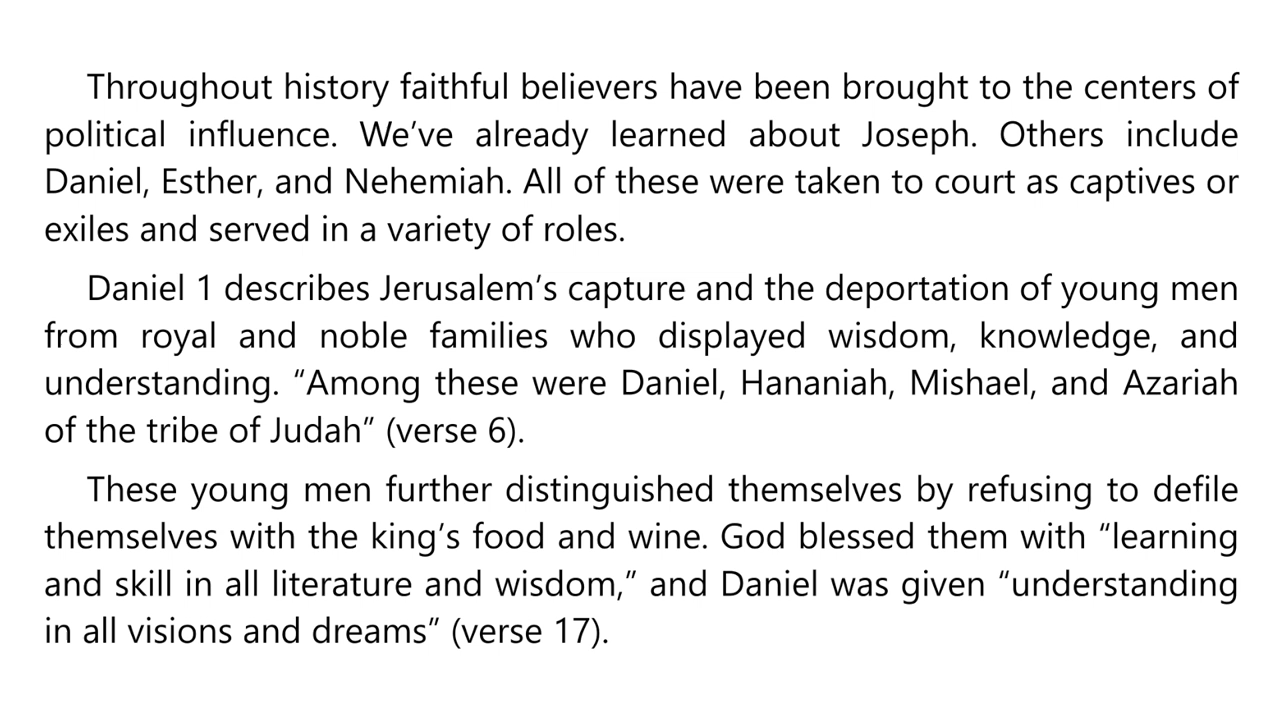 Throughout history faithful believers have been brought to the centers of
political influence. We’ve already learned about Joseph. Others include
Daniel, Esther, and Nehemiah. All of these were taken to court as captives or
exiles and served in a variety of roles.
Daniel 1 describes Jerusalem’s capture and the deportation of young men
from royal and noble families who displayed wisdom, knowledge, and
understanding. “Among these were Daniel, Hananiah, Mishael, and Azariah
of the tribe of Judah” (verse 6).
These young men further distinguished themselves by refusing to defile
themselves with the king’s food and wine. God blessed them with “learning
and skill in all literature and wisdom,” and Daniel was given “understanding
in all visions and dreams” (verse 17).